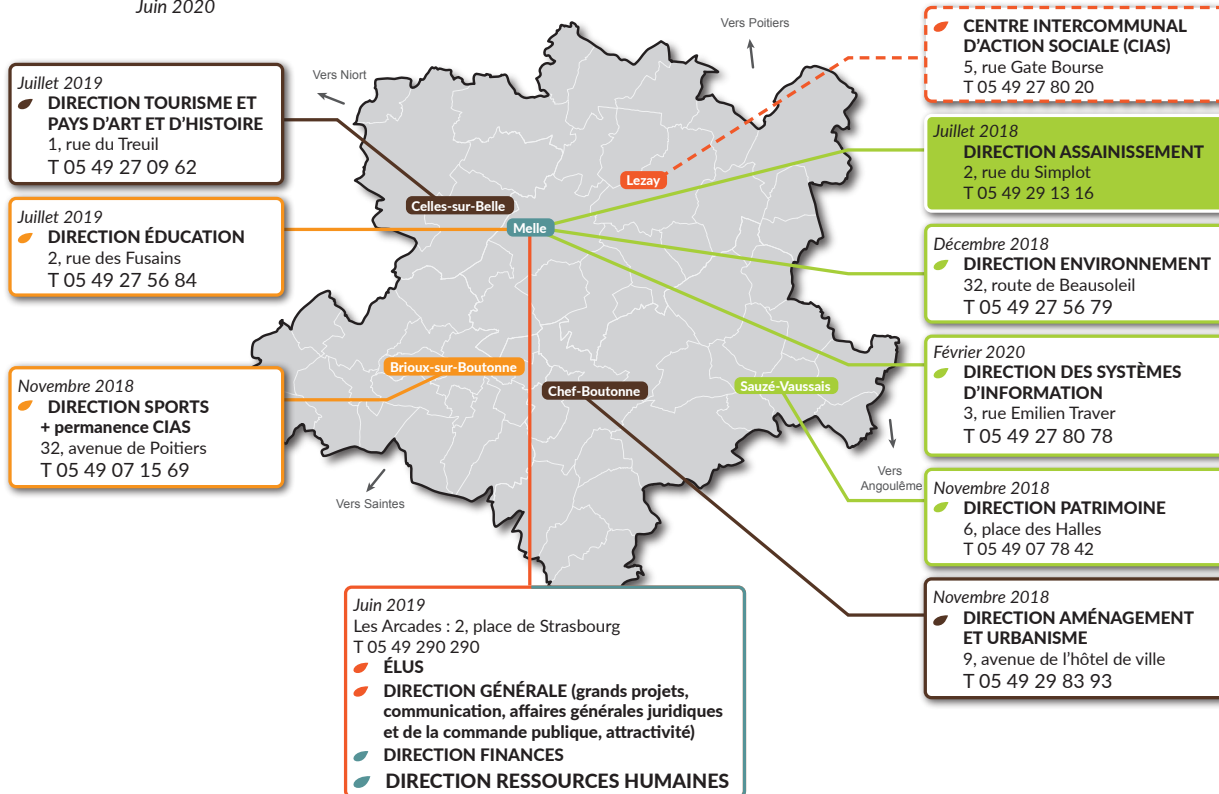 Juin 2020
Vers Poitiers
Vers Niort
Juillet 2019
DIRECTION TOURISME ET
PAYS D'ART ET D'HISTOIRE
1, rue du Treuil
T 05 49 27 09 62
Juillet 2019
DIRECTION ÉDUCATION
2, rue des Fusains
T 05 49 27 56 84
Novembre 2018
DIRECTION SPORTS
+ permanence CIAS
32, avenue de Poitiers
T 05 49 07 15 69
Lezay
Celles-sur-Belle
Melle
Brioux-sur-Boutonne
Chef-Boutonne
Sauzé-Vaussais
Vers Saintes
Vers
Angoulême
CENTRE INTERCOMMUNAL
D'ACTION SOCIALE (CIAS)
5, rue Gate Bourse
T 05 49 27 80 20
Juillet 2018
DIRECTION ASSAINISSEMENT
2, rue du Simplot
T 05 49 29 13 16
Décembre 2018
DIRECTION ENVIRONNEMENT
32, route de Beausoleil
T 05 49 27 56 79
Février 2020
DIRECTION DES SYSTÈMES
D'INFORMATION
3, rue Emilien Traver
T 05 49 27 80 78
Novembre 2018
DIRECTION PATRIMOINE
6, place des Halles
T 05 49 07 78 42
Novembre 2018
DIRECTION AMÉNAGEMENT
ET URBANISME
9, avenue de l'hôtel de ville
T 05 49 29 83 93
Juin 2019
Les Arcades : 2, place de Strasbourg
T 05 49 290 290
ÉLUS
DIRECTION GÉNÉRALE (grands projets,
communication, affaires générales juridiques
et de la commande publique, attractivité)
DIRECTION FINANCES
DIRECTION RESSOURCES HUMAINES